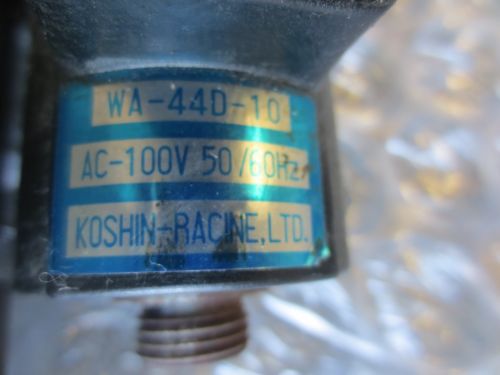 WA-44D-10
AC-100V 50/60Hz
KOSHIN-RACINE,LTD.